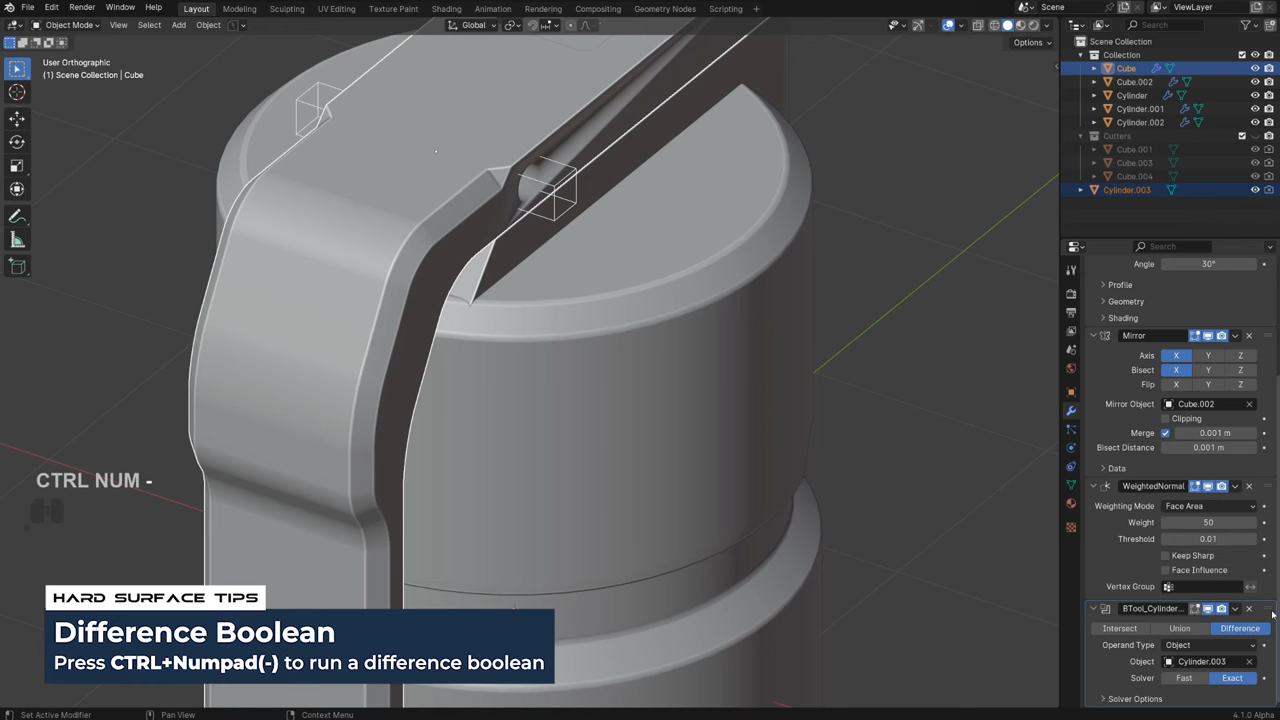 File Edit Render Window Help Layout Modeling Sculpting UV Editing Texture Paint Shading Animation Rendering Compositing Geometry Nodes Scripting Scene ViewLayer
Object Mode View Select Add Object Global Search
Options
User Orthographic
(1) Scene Collection | Cube
Scene Collection
Collection
Cube
Cube.002
Cylinder
Cylinder.001
Cylinder.002
Cutters
Cube.001
Cube.003
Cube.004
Cylinder.003
Search
Angle 30°
Profile
Geometry
Shading
Mirror
Axis X Y Z
Bisect X Y Z
Flip X Y Z
Mirror Object Cube.002
Clipping
Merge 0.001 m
Bisect Distance 0.001 m
Data
WeightedNormal
Weighting Mode Face Area
Weight 50
Threshold 0.01
Keep Sharp
Face Influence
Vertex Group
BTool_Cylinder...
Intersect Union Difference
Operand Type Object
Object Cylinder.003
Solver Fast Exact
Solver Options
CTRL NUM -
HARD SURFACE TIPS
Difference Boolean
Press CTRL+Numpad(-) to run a difference boolean
Set Active Modifier Pan View Context Menu 4.1.0 Alpha